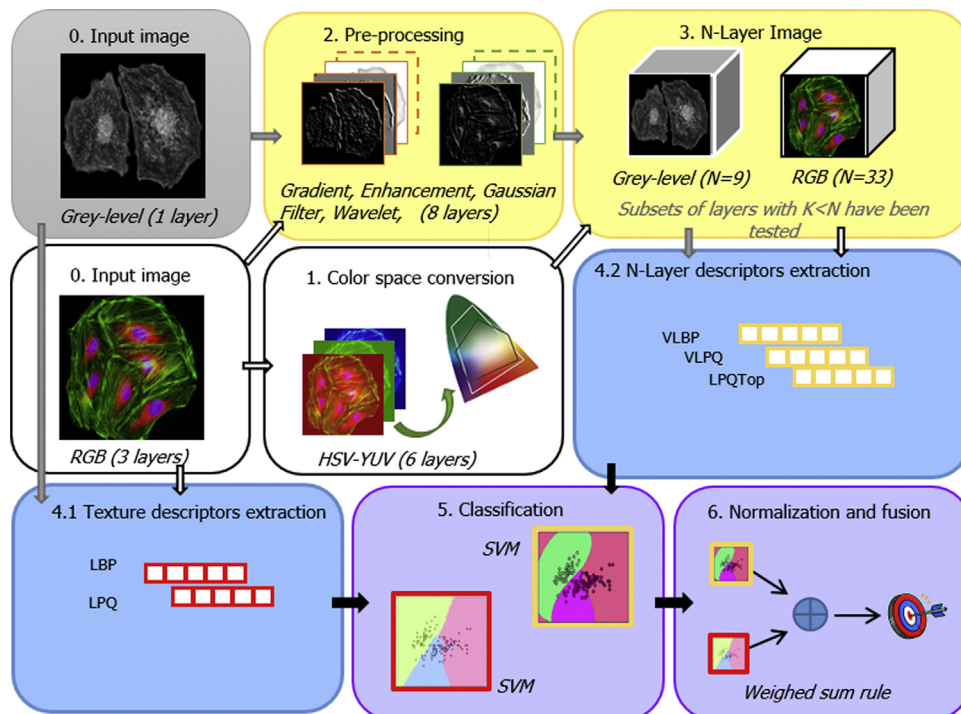 0. Input image
Grey-level (1 layer)
2. Pre-processing
Gradient, Enhancement, Gaussian
Filter, Wavelet, (8 layers)
3. N-Layer Image
Grey-level (N=9)
RGB (N=33)
Subsets of layers with K<N have been
tested
0. Input image
RGB (3 layers)
1. Color space conversion
HSV-YUV (6 layers)
4.2 N-Layer descriptors extraction
VLBP
VLPQ
LPQTop
4.1 Texture descriptors extraction
LBP
LPQ
5. Classification
SVM
SVM
6. Normalization and fusion
Weighed sum rule